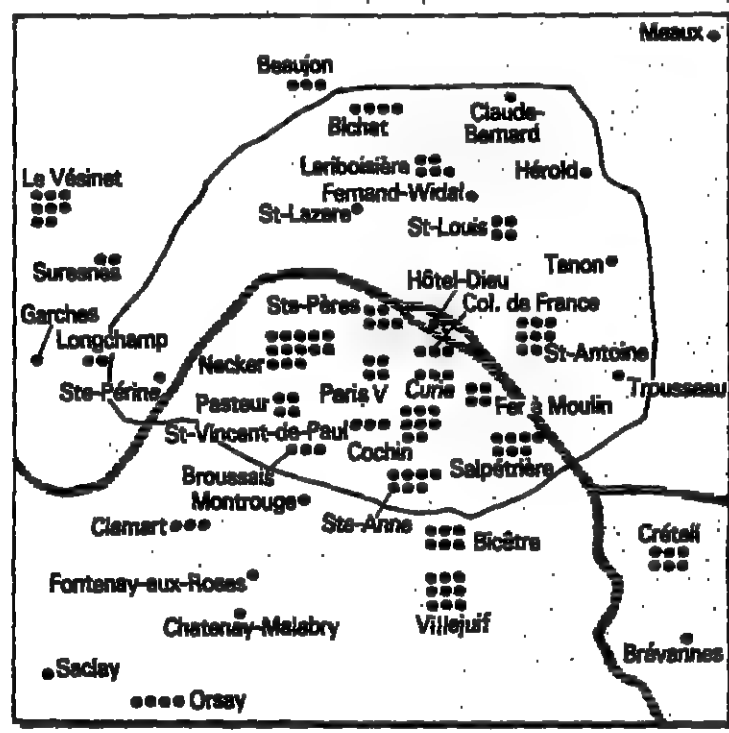 Meaux
Beaujon
Bichat
Claude-
Bernard
Lariboisière
Hérold
Le Vésinet
Fernand-Widal
St-Lazare
St-Louis
Suresnes
Tenon
Hôtel-Dieu
Garches
Sts-Pères
Col. de France
Longchamp
Necker
St-Antoine
Ste-Périne
Paris V
Curie
Trousseau
Pasteur
Fer à Moulin
St-Vincent-de-Paul
Cochin
Broussais
Salpétrière
Montrouge
Ste-Anne
Clamart
Bicêtre
Créteil
Fontenay-aux-Roses
Chatenay-Malabry
Villejuif
Brévannes
Saclay
Orsay